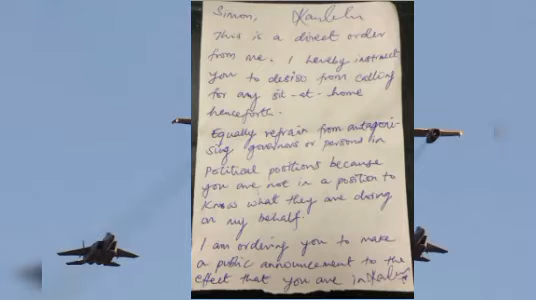 Simon,
This is a direct order
from me. I hereby instruct
you to desist from calling
for any sit-at-home
henceforth.
Equally refrain from antagoni-
sing governors or persons in
political positions because
you are not in a position to
know what they are doing
on my behalf.
I am ordering you to make
a public announcement to the
effect that you are in